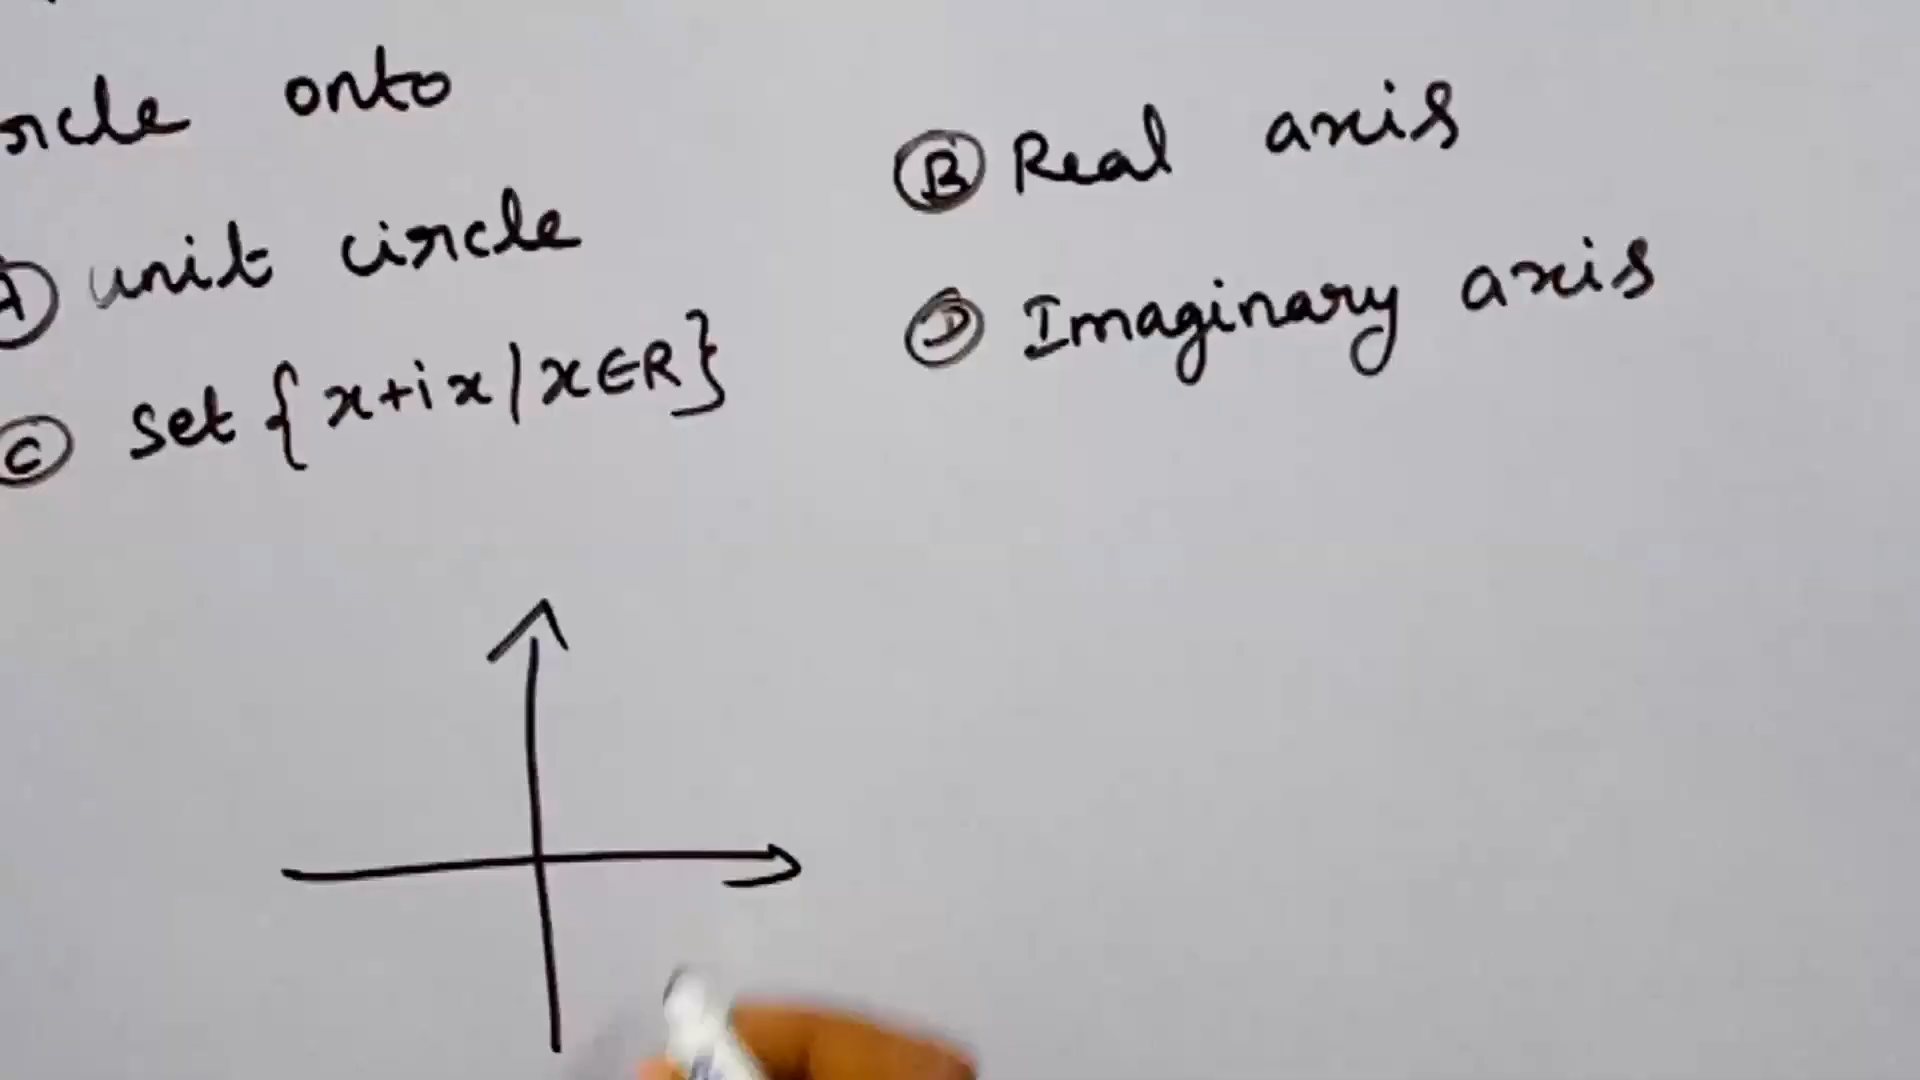 onto
(B) Real axis
(A) unit circle
(D) Imaginary axis
(C) set {x+ix/x∈R}